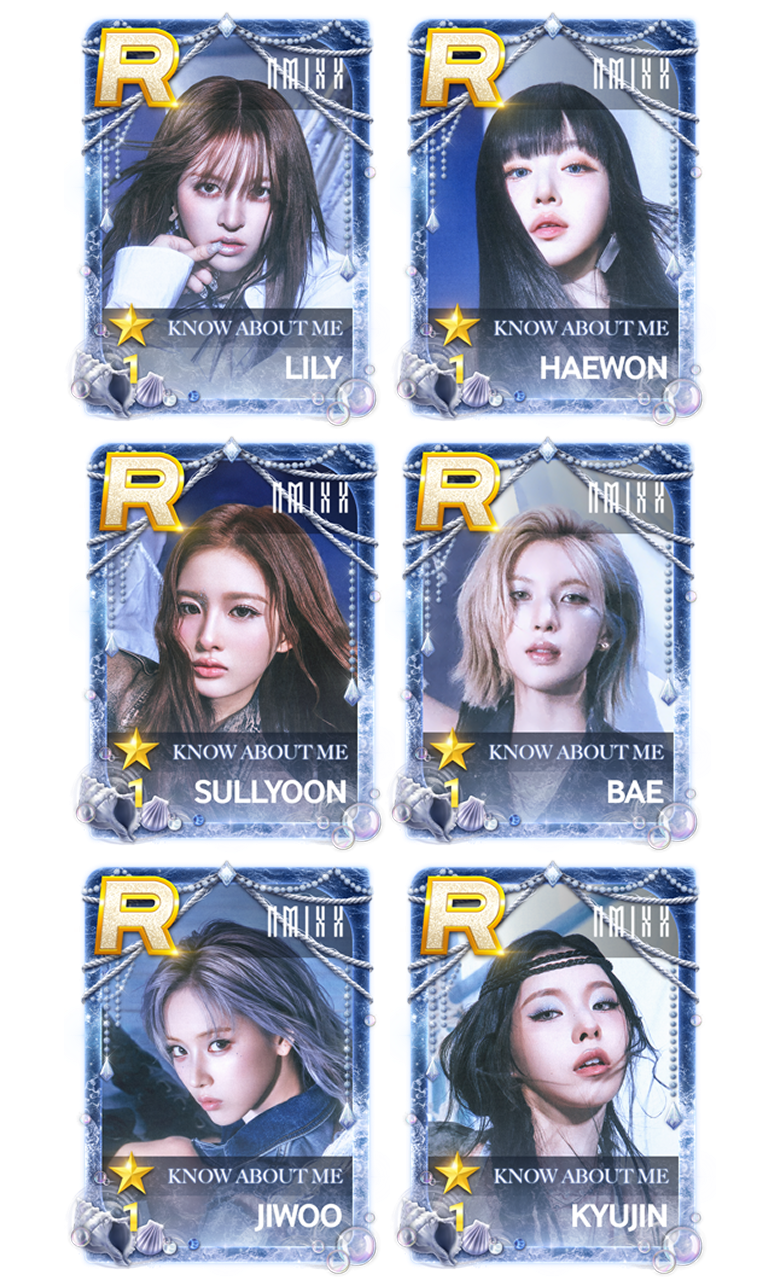 R
NMIXX
KNOW ABOUT ME
1
LILY
R
NMIXX
KNOW ABOUT ME
1
HAEWON
R
NMIXX
KNOW ABOUT ME
1
SULLYOON
R
NMIXX
KNOW ABOUT ME
1
BAE
R
NMIXX
KNOW ABOUT ME
1
JIWOO
R
NMIXX
KNOW ABOUT ME
1
KYUJIN